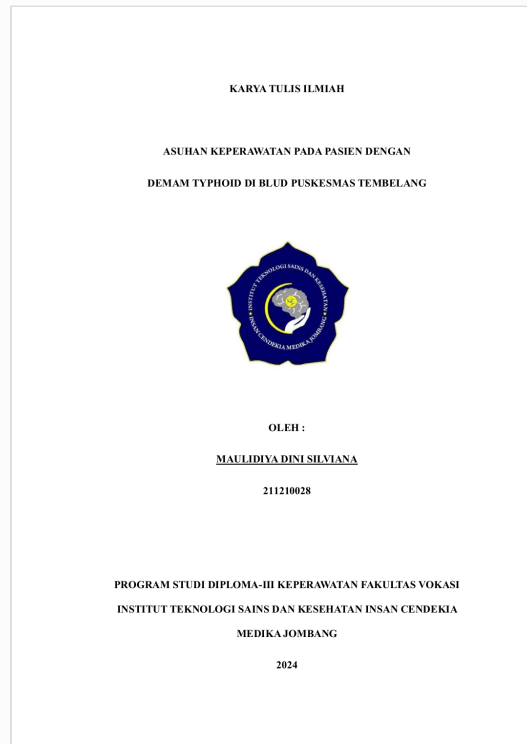 KARYA TULIS ILMIAH
ASUHAN KEPERAWATAN PADA PASIEN DENGAN
DEMAM TYPHOID DI BLUD PUSKESMAS TEMBELANG
INSTITUT TEKNOLOGI SAINS DAN KESEHATAN
INSAN CENDEKIA MEDIKA JOMBANG
OLEH :
MAULIDIYA DINI SILVIANA
211210028
PROGRAM STUDI DIPLOMA-III KEPERAWATAN FAKULTAS VOKASI
INSTITUT TEKNOLOGI SAINS DAN KESEHATAN INSAN CENDEKIA
MEDIKA JOMBANG
2024